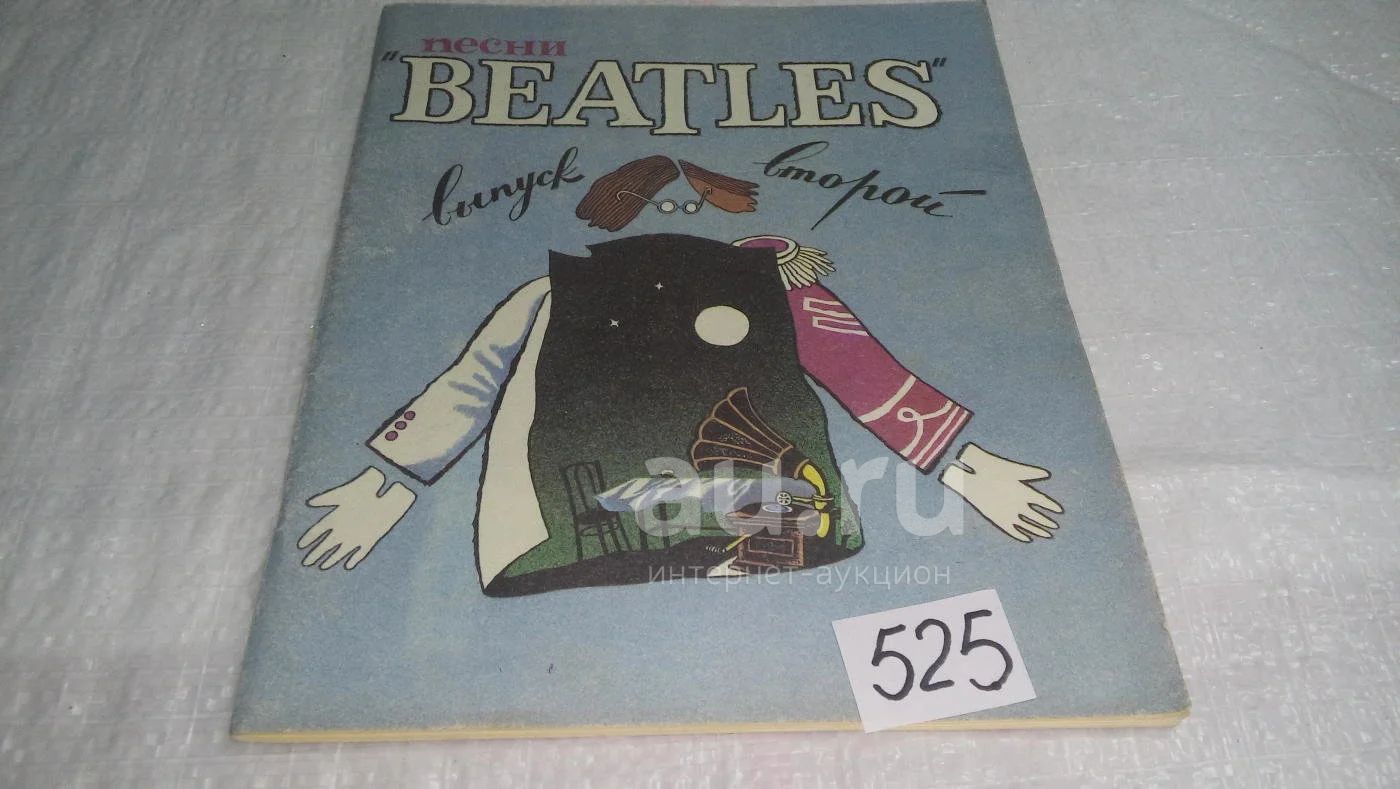 песни
"BEATLES"
выпуск второй
au.ru
интернет-аукцион
525